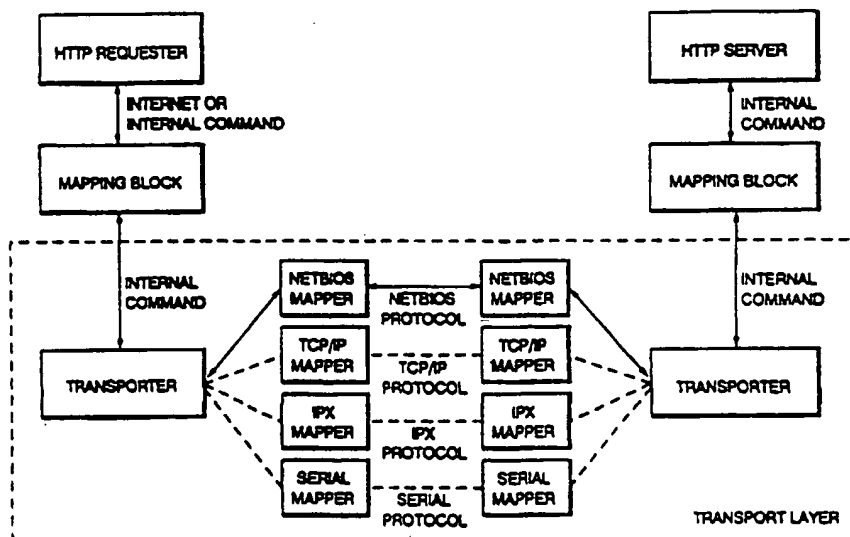 HTTP REQUESTER
HTTP SERVER
INTERNET OR
INTERNAL COMMAND
INTERNAL
COMMAND
MAPPING BLOCK
MAPPING BLOCK
INTERNAL
COMMAND
NETBIOS
MAPPER
NETBIOS
PROTOCOL
NETBIOS
MAPPER
INTERNAL
COMMAND
TRANSPORTER
TCP/IP
MAPPER
TCP/IP
PROTOCOL
TCP/IP
MAPPER
TRANSPORTER
IPX
MAPPER
IPX
PROTOCOL
IPX
MAPPER
SERIAL
MAPPER
SERIAL
PROTOCOL
SERIAL
MAPPER
TRANSPORT LAYER